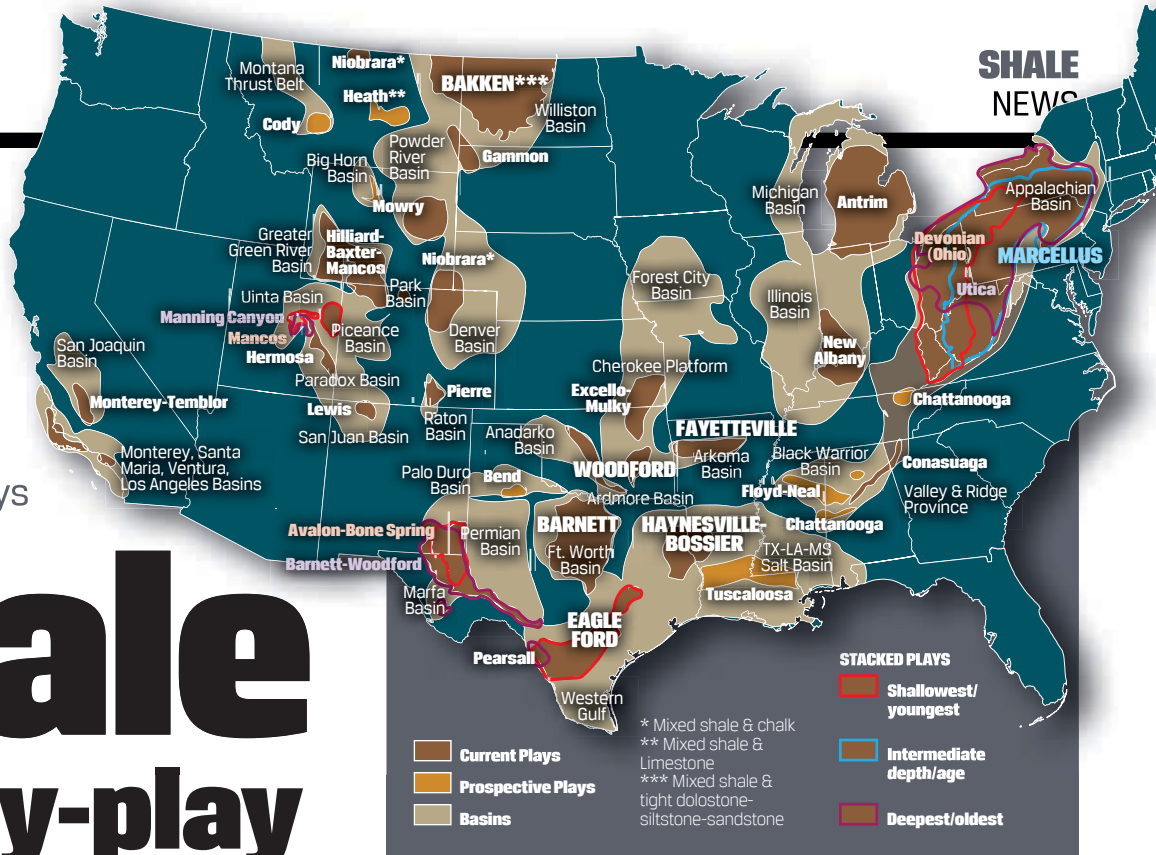 SHALE
NEWS
Montana
Thrust Belt
Niobrara*
Heath**
Cody
BAKKEN***
Williston
Basin
Powder
River
Basin
Gammon
Big Horn
Basin
Mowry
Michigan
Basin
Antrim
Appalachian
Basin
Devonian
(Ohio)
MARCELLUS
Utica
Greater
Green River
Basin
Hilliard-
Baxter-
Mancos
Niobrara*
Park
Basin
Forest City
Basin
Illinois
Basin
Uinta Basin
Manning Canyon
Mancos
Hermosa
Piceance
Basin
Denver
Basin
San Joaquin
Basin
Paradox Basin
Cherokee Platform
New
Albany
Monterey-Temblor
Lewis
Pierre
Excello-
Mulky
Chattanooga
San Juan Basin
Raton
Basin
Anadarko
Basin
FAYETTEVILLE
Monterey, Santa
Maria, Ventura,
Los Angeles Basins
Palo Duro
Basin
Bend
WOODFORD
Arkoma
Basin
Black Warrior
Basin
Conasuaga
ys
Ardmore Basin
Floyd-Neal
Valley & Ridge
Province
Avalon-Bone Spring
Permian
Basin
BARNETT
HAYNESVILLE-
BOSSIER
Chattanooga
Barnett-Woodford
Ft. Worth
Basin
TX-LA-MS
Salt Basin
Marfa
Basin
Tuscaloosa
EAGLE
FORD
Pearsall
Western
Gulf
ale
y-play
Current Plays
Prospective Plays
Basins
* Mixed shale & chalk
** Mixed shale &
Limestone
*** Mixed shale &
tight dolostone-
siltstone-sandstone
STACKED PLAYS
Shallowest/
youngest
Intermediate
depth/age
Deepest/oldest